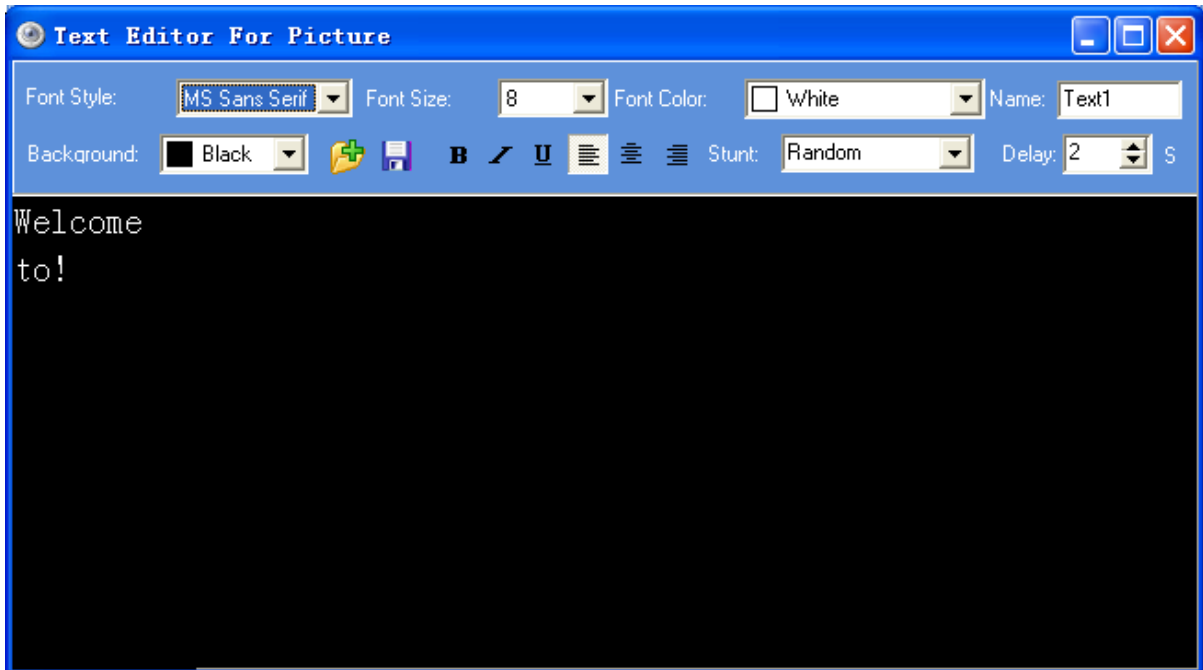 Text Editor For Picture
Font Style: MS Sans Serif Font Size: 8 Font Color: White Name: Text1
Background: Black B I U Stunt: Random Delay: 2 S
Welcome
to!